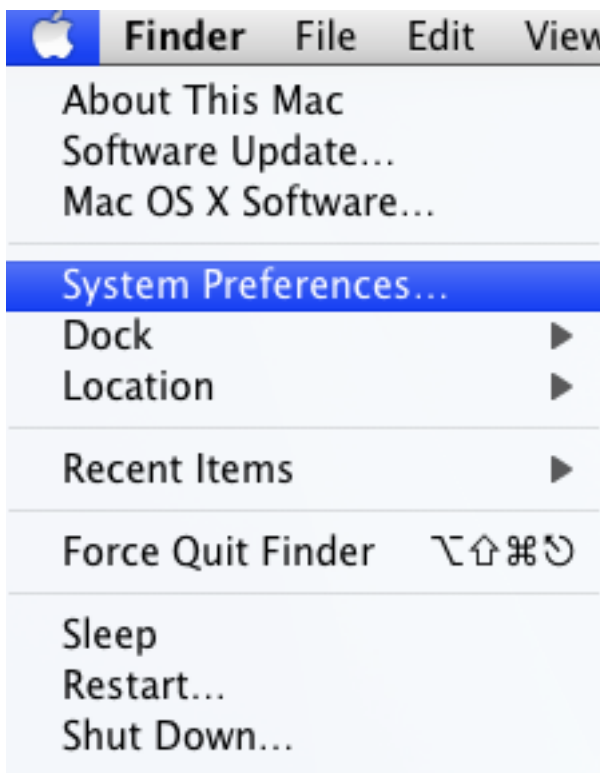 Finder File Edit View
About This Mac
Software Update...
Mac OS X Software...
System Preferences...
Dock ▶
Location ▶
Recent Items ▶
Force Quit Finder ⌥⇧⌘⎋
Sleep
Restart...
Shut Down...